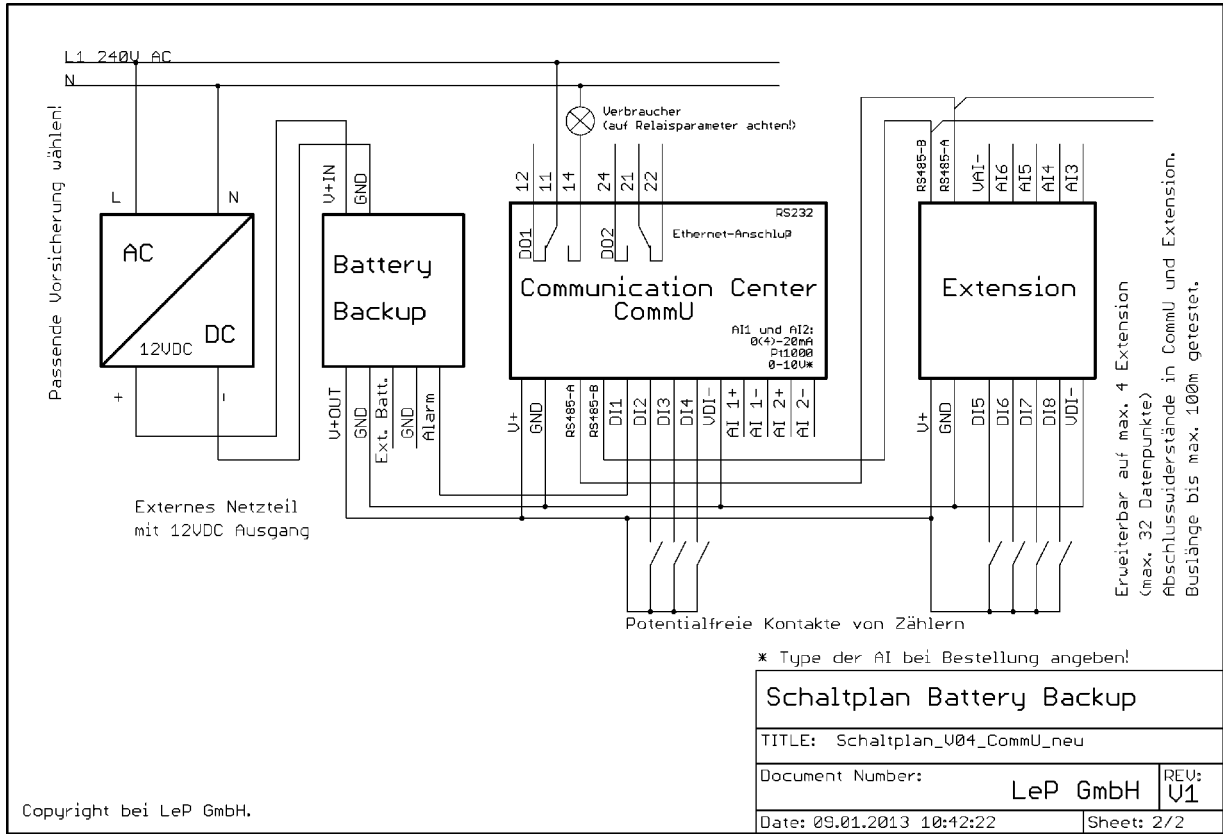 L1 240V AC
N
Passende Vorsicherung wählen!
L
N
AC
DC
12VDC
+
-
Externes Netzteil
mit 12VDC Ausgang
V+IN
GND
Battery
Backup
V+OUT
GND
Ext. Batt.
GND
Alarm
Verbraucher
(auf Relaisparameter achten!)
12
11
14
24
21
22
DO1
DO2
RS232
Ethernet-Anschluß
Communication Center
CommU
AI1 und AI2:
0(4)-20mA
Pt1000
0-10V*
V+
GND
RS485-A
RS485-B
DI1
DI2
DI3
DI4
VDI-
AI 1+
AI 1-
AI 2+
AI 2-
RS485-B
RS485-A
VAI-
AI6
AI5
AI4
AI3
Extension
V+
GND
DI5
DI6
DI7
DI8
VDI-
Erweiterbar auf max. 4 Extension
(max. 32 Datenpunkte)
Abschlusswiderstände in CommU und Extension.
Buslänge bis max. 100m getestet.
Potentialfreie Kontakte von Zählern
* Type der AI bei Bestellung angeben!
Schaltplan Battery Backup
TITLE: Schaltplan_V04_CommU_neu
Document Number:
LeP GmbH
REV:
V1
Date: 09.01.2013 10:42:22
Sheet: 2/2
Copyright bei LeP GmbH.